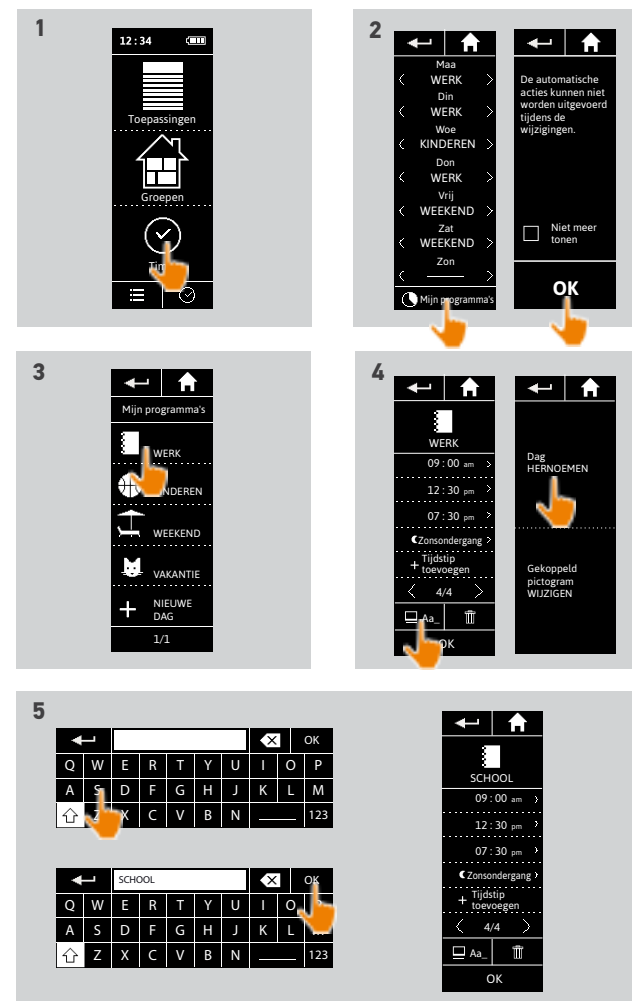 1
12 : 34
Toepassingen
Groepen
2
Maa
WERK
Din
WERK
Woe
KINDEREN
Don
WERK
Vrij
WEEKEND
Zat
WEEKEND
Zon
Mijn programma's
De automatische
acties kunnen niet
worden uitgevoerd
tijdens de
wijzigingen.
Niet meer
tonen
OK
3
Mijn programma's
WERK
WEEKEND
VAKANTIE
NIEUWE
DAG
1/1
4
WERK
09 : 00 am
12 : 30 pm
07 : 30 pm
Zonsondergang
+ Tijdstip
toevoegen
4/4
Aa_
OK
Dag
HERNOEMEN
Gekoppeld
pictogram
WIJZIGEN
5
OK
Q W E R T Y U I O P
A S D F G H J K L M
Z X C V B N 123
SCHOOL OK
Q W E R T Y U I O
A S D F G H J K L M
Z X C V B N 123
SCHOOL
09 : 00 am
12 : 30 pm
07 : 30 pm
Zonsondergang
+ Tijdstip
toevoegen
4/4
Aa_
OK